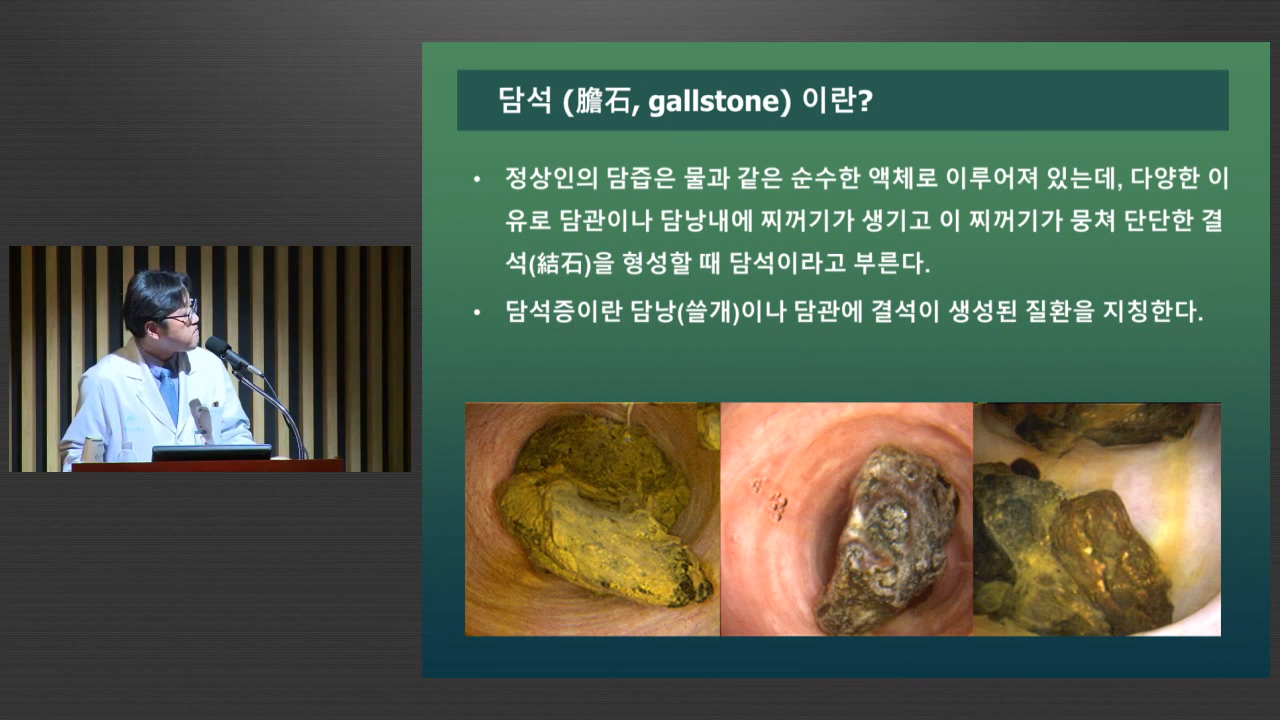 담석 (膽石, gallstone) 이란?
• 정상인의 담즙은 물과 같은 순수한 액체로 이루어져 있는데, 다양한 이
유로 담관이나 담낭내에 찌꺼기가 생기고 이 찌꺼기가 뭉쳐 단단한 결
석(結石)을 형성할 때 담석이라고 부른다.
• 담석증이란 담낭(쓸개)이나 담관에 결석이 생성된 질환을 지칭한다.